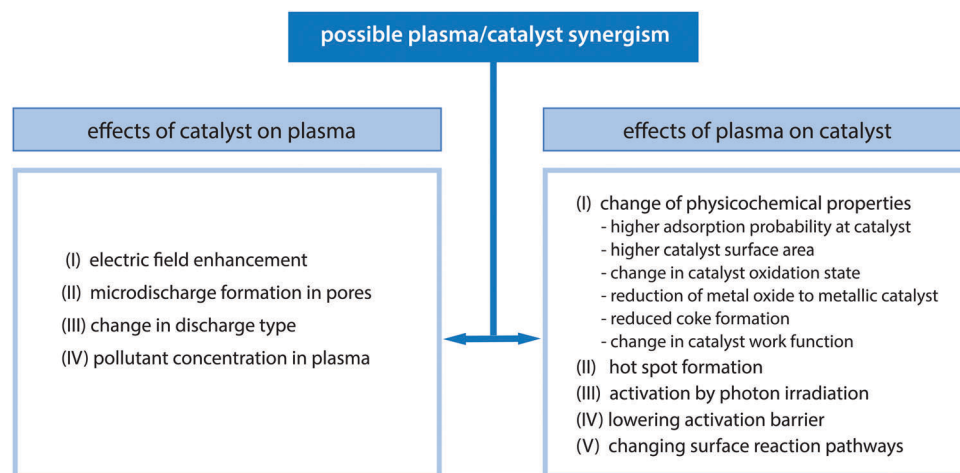 possible plasma/catalyst synergism
effects of catalyst on plasma
(I) electric field enhancement
(II) microdischarge formation in pores
(III) change in discharge type
(IV) pollutant concentration in plasma
effects of plasma on catalyst
(I) change of physicochemical properties
- higher adsorption probability at catalyst
- higher catalyst surface area
- change in catalyst oxidation state
- reduction of metal oxide to metallic catalyst
- reduced coke formation
- change in catalyst work function
(II) hot spot formation
(III) activation by photon irradiation
(IV) lowering activation barrier
(V) changing surface reaction pathways